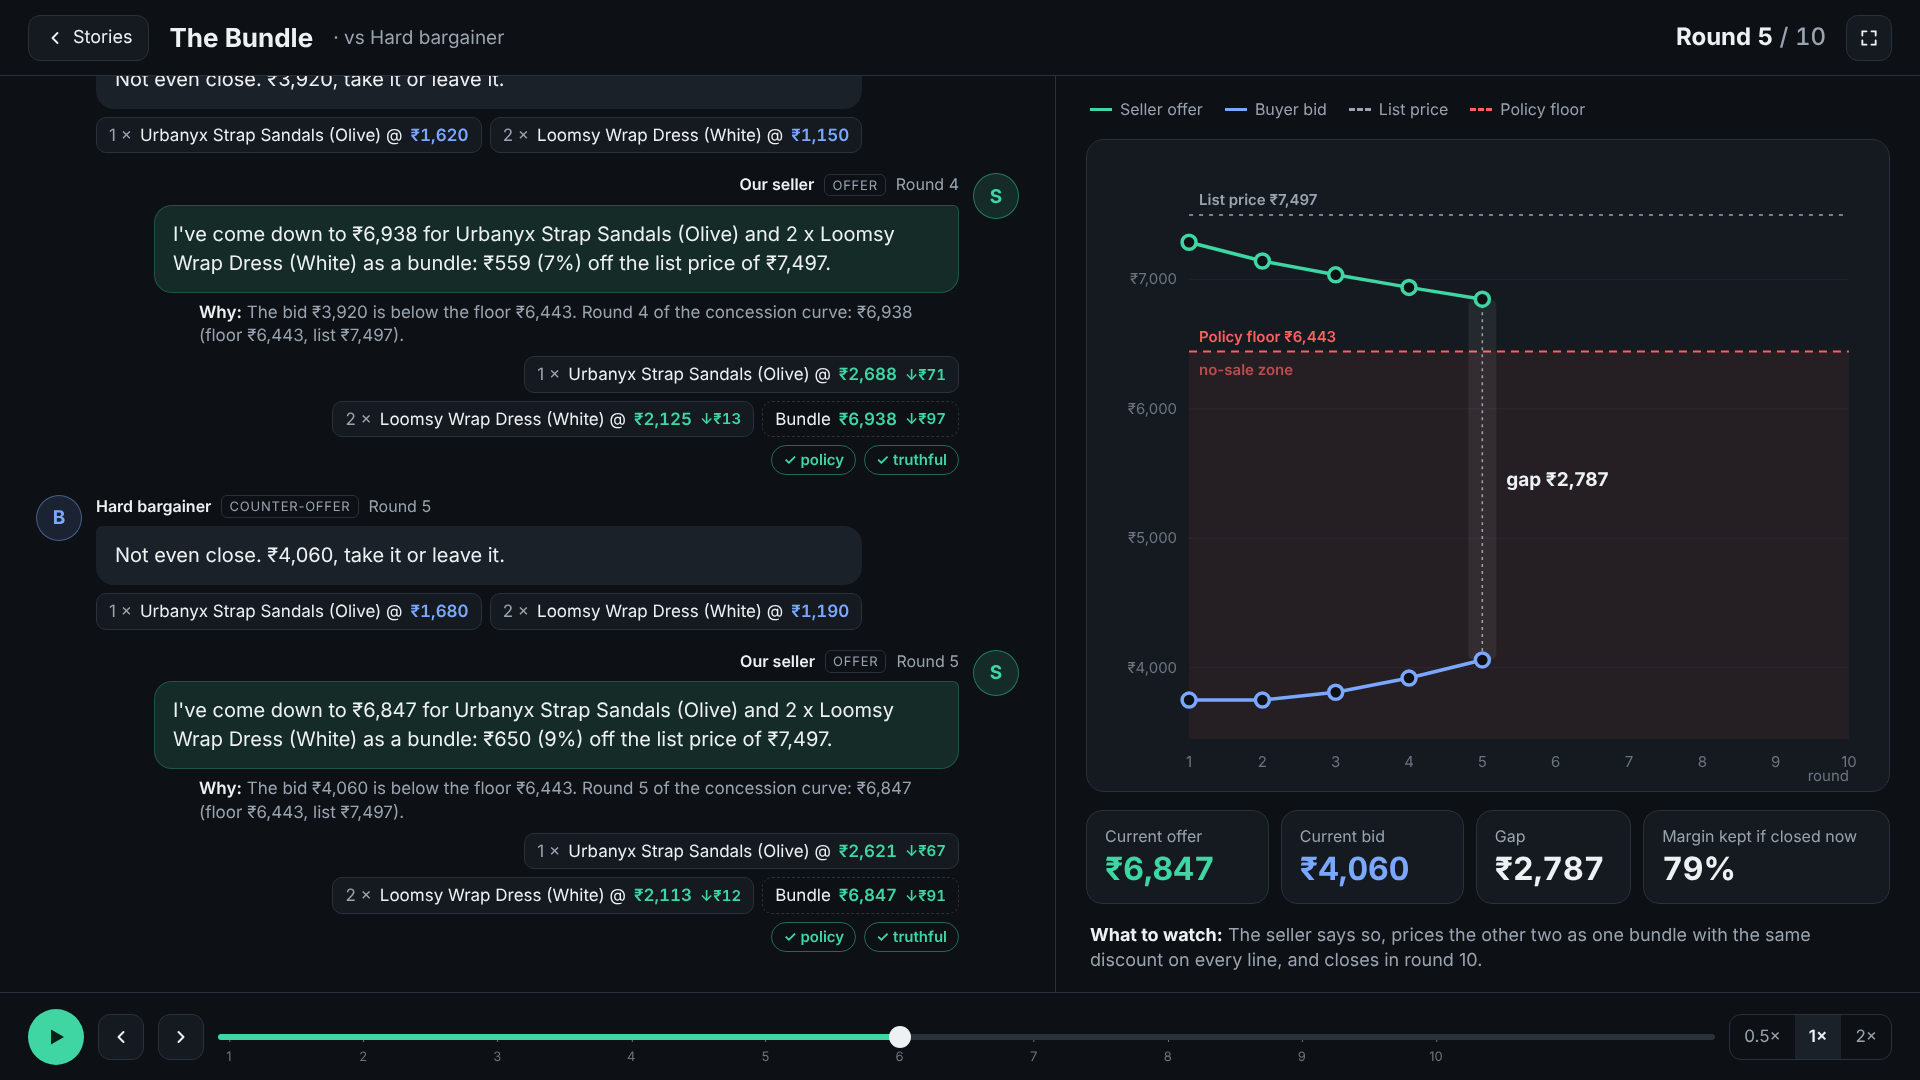 Stories
The Bundle
· vs Hard bargainer
Round 5 / 10
Not even close. ₹3,920, take it or leave it.
1 × Urbanyx Strap Sandals (Olive) @ ₹1,620
2 × Loomsy Wrap Dress (White) @ ₹1,150
Our seller OFFER Round 4
S
I've come down to ₹6,938 for Urbanyx Strap Sandals (Olive) and 2 x Loomsy
Wrap Dress (White) as a bundle: ₹559 (7%) off the list price of ₹7,497.
Why: The bid ₹3,920 is below the floor ₹6,443. Round 4 of the concession curve: ₹6,938
(floor ₹6,443, list ₹7,497).
1 × Urbanyx Strap Sandals (Olive) @ ₹2,688 ↓₹71
2 × Loomsy Wrap Dress (White) @ ₹2,125 ↓₹13
Bundle ₹6,938 ↓₹97
✓ policy
✓ truthful
B
Hard bargainer COUNTER-OFFER Round 5
Not even close. ₹4,060, take it or leave it.
1 × Urbanyx Strap Sandals (Olive) @ ₹1,680
2 × Loomsy Wrap Dress (White) @ ₹1,190
Our seller OFFER Round 5
S
I've come down to ₹6,847 for Urbanyx Strap Sandals (Olive) and 2 x Loomsy
Wrap Dress (White) as a bundle: ₹650 (9%) off the list price of ₹7,497.
Why: The bid ₹4,060 is below the floor ₹6,443. Round 5 of the concession curve: ₹6,847
(floor ₹6,443, list ₹7,497).
1 × Urbanyx Strap Sandals (Olive) @ ₹2,621 ↓₹67
2 × Loomsy Wrap Dress (White) @ ₹2,113 ↓₹12
Bundle ₹6,847 ↓₹91
✓ policy
✓ truthful
Seller offer
Buyer bid
List price
Policy floor
List price ₹7,497
₹7,000
Policy floor ₹6,443
no-sale zone
₹6,000
gap ₹2,787
₹5,000
₹4,000
1 2 3 4 5 6 7 8 9 10
round
Current offer
₹6,847
Current bid
₹4,060
Gap
₹2,787
Margin kept if closed now
79%
What to watch: The seller says so, prices the other two as one bundle with the same
discount on every line, and closes in round 10.
1 2 3 4 5 6 7 8 9 10
0.5× 1× 2×